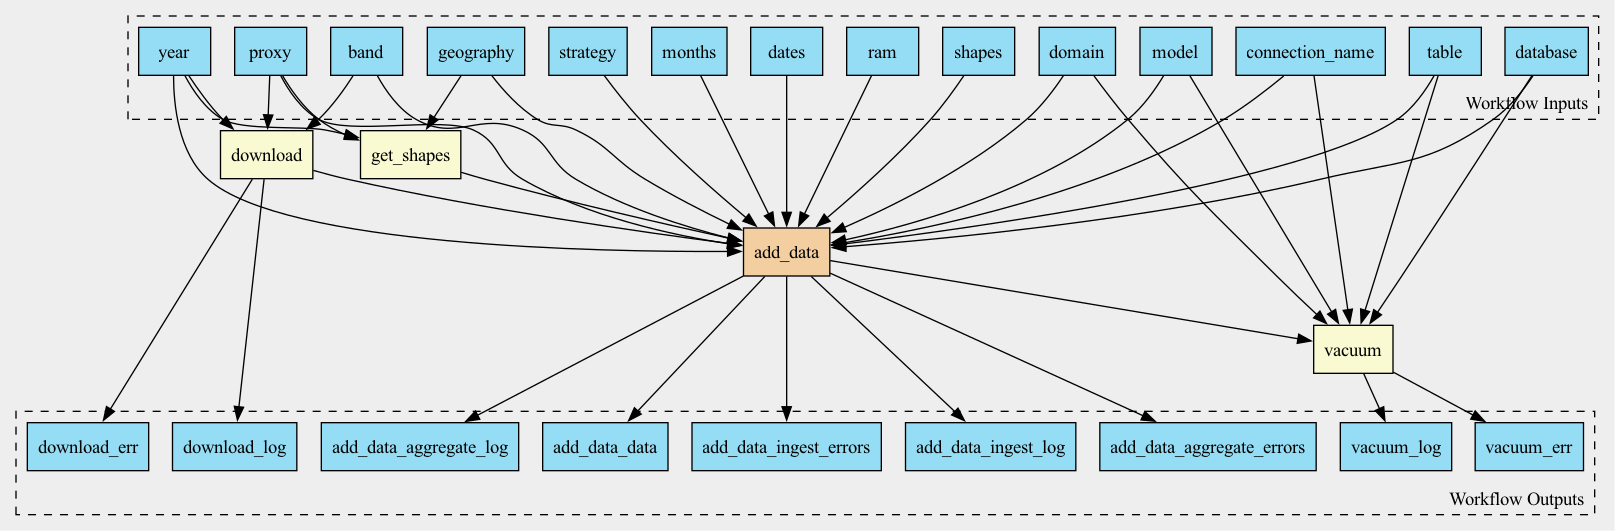 year
proxy
band
geography
strategy
months
dates
ram
shapes
domain
model
connection_name
table
database
Workflow Inputs
download
get_shapes
add_data
vacuum
download_err
download_log
add_data_aggregate_log
add_data_data
add_data_ingest_errors
add_data_ingest_log
add_data_aggregate_errors
vacuum_log
vacuum_err
Workflow Outputs